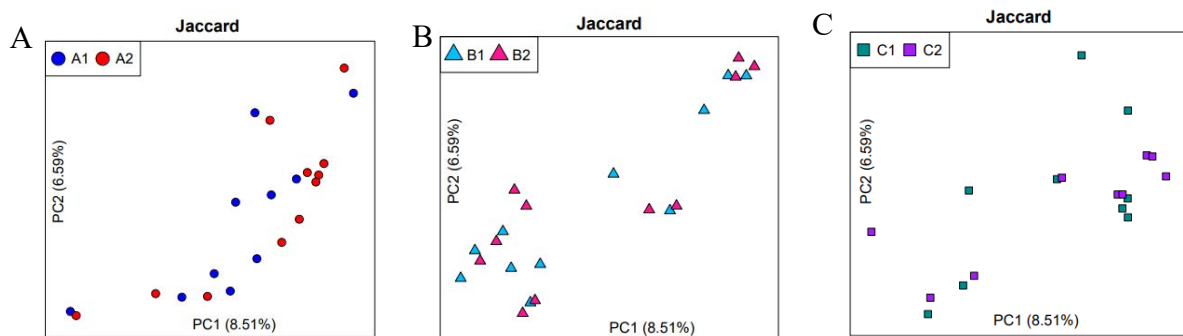 A
Jaccard
A1 A2
PC2 (6.59%)
PC1 (8.51%)
B
Jaccard
B1 B2
PC2 (6.59%)
PC1 (8.51%)
C
Jaccard
C1 C2
PC2 (6.59%)
PC1 (8.51%)